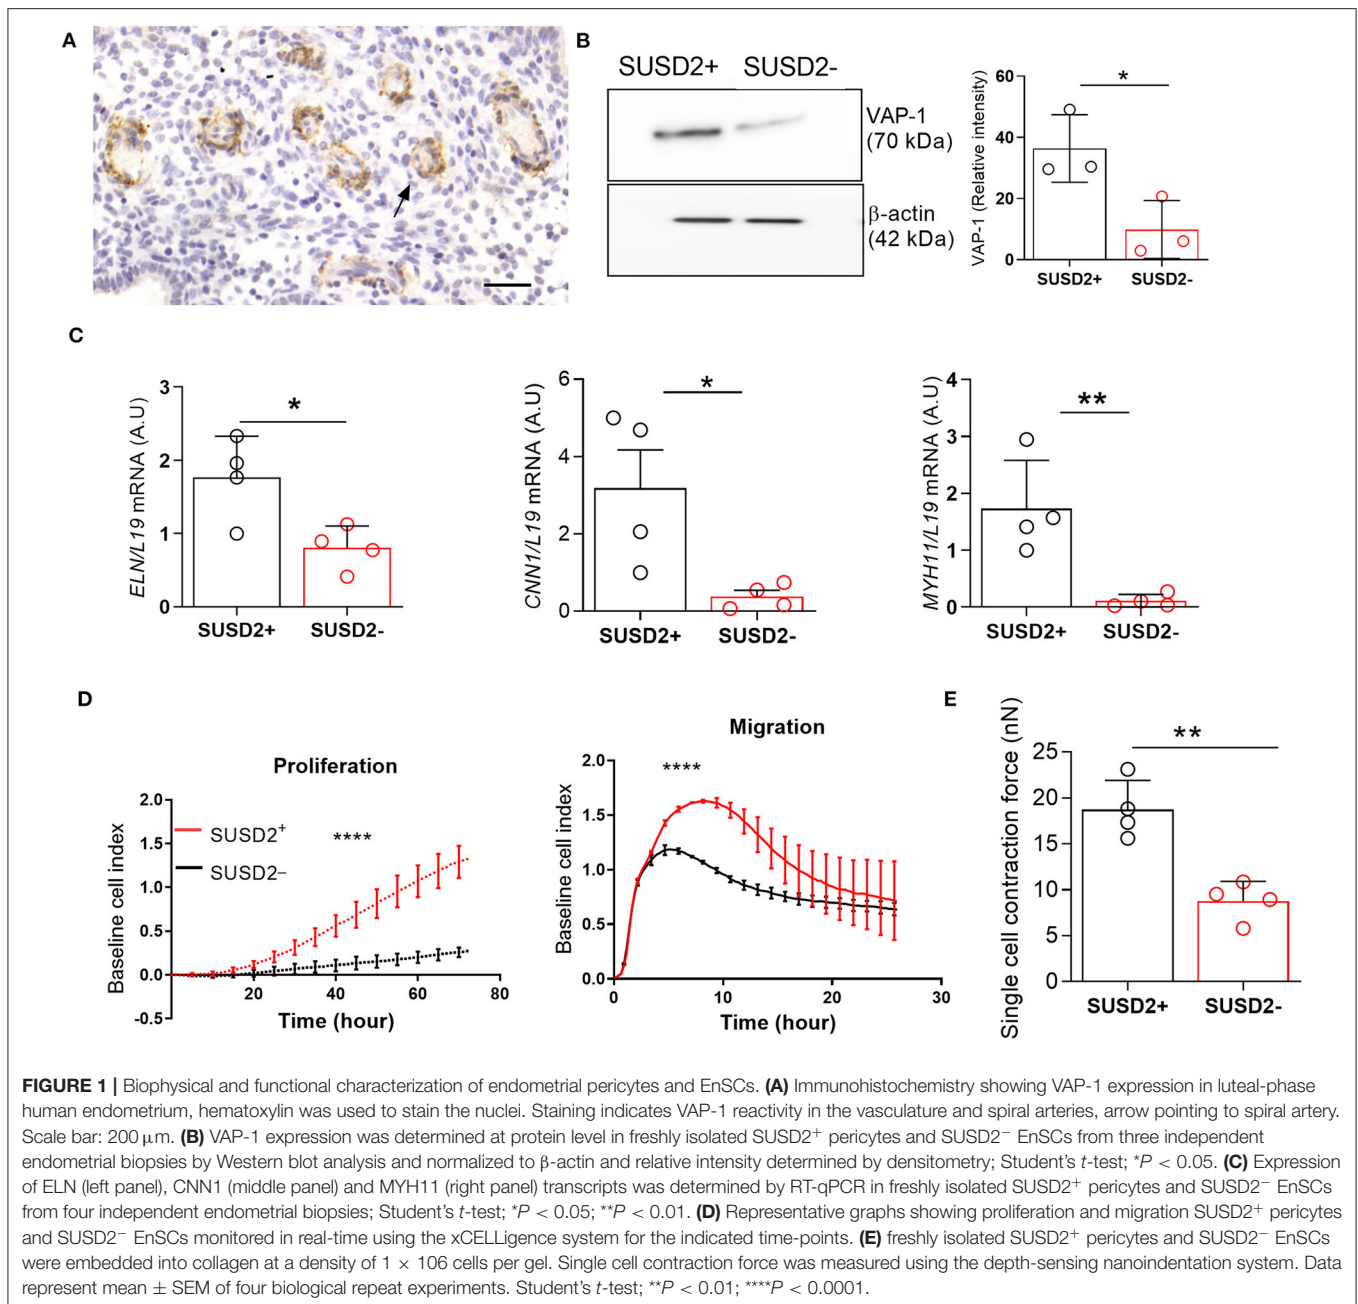 A
B
SUSD2+ SUSD2-
VAP-1
(70 kDa)
β-actin
(42 kDa)
VAP-1 (Relative intensity)
60
40
20
0
*
SUSD2+ SUSD2-
C
ELN/L19 mRNA (A.U)
3
2
1
0
*
SUSD2+ SUSD2-
CNN1/L19 mRNA (A.U)
6
4
2
0
*
SUSD2+ SUSD2-
MYH11/L19 mRNA (A.U)
4
3
2
1
0
**
SUSD2+ SUSD2-
D
Proliferation
Baseline cell index
2.0
1.5
1.0
0.5
0.0
-0.5
SUSD2⁺
SUSD2–
****
20 40 60 80
Time (hour)
Migration
Baseline cell index
2.0
1.5
1.0
0.5
0.0
****
0 10 20 30
Time (hour)
E
Single cell contraction force (nN)
25
20
15
10
5
0
**
SUSD2+ SUSD2-
FIGURE 1 | Biophysical and functional characterization of endometrial pericytes and EnSCs. (A) Immunohistochemistry showing VAP-1 expression in luteal-phase
human endometrium, hematoxylin was used to stain the nuclei. Staining indicates VAP-1 reactivity in the vasculature and spiral arteries, arrow pointing to spiral artery.
Scale bar: 200 μm. (B) VAP-1 expression was determined at protein level in freshly isolated SUSD2⁺ pericytes and SUSD2⁻ EnSCs from three independent
endometrial biopsies by Western blot analysis and normalized to β-actin and relative intensity determined by densitometry; Student's t-test; *P < 0.05. (C) Expression
of ELN (left panel), CNN1 (middle panel) and MYH11 (right panel) transcripts was determined by RT-qPCR in freshly isolated SUSD2⁺ pericytes and SUSD2⁻ EnSCs
from four independent endometrial biopsies; Student's t-test; *P < 0.05; **P < 0.01. (D) Representative graphs showing proliferation and migration SUSD2⁺ pericytes
and SUSD2⁻ EnSCs monitored in real-time using the xCELLigence system for the indicated time-points. (E) freshly isolated SUSD2⁺ pericytes and SUSD2⁻ EnSCs
were embedded into collagen at a density of 1 × 106 cells per gel. Single cell contraction force was measured using the depth-sensing nanoindentation system. Data
represent mean ± SEM of four biological repeat experiments. Student's t-test; **P < 0.01; ****P < 0.0001.